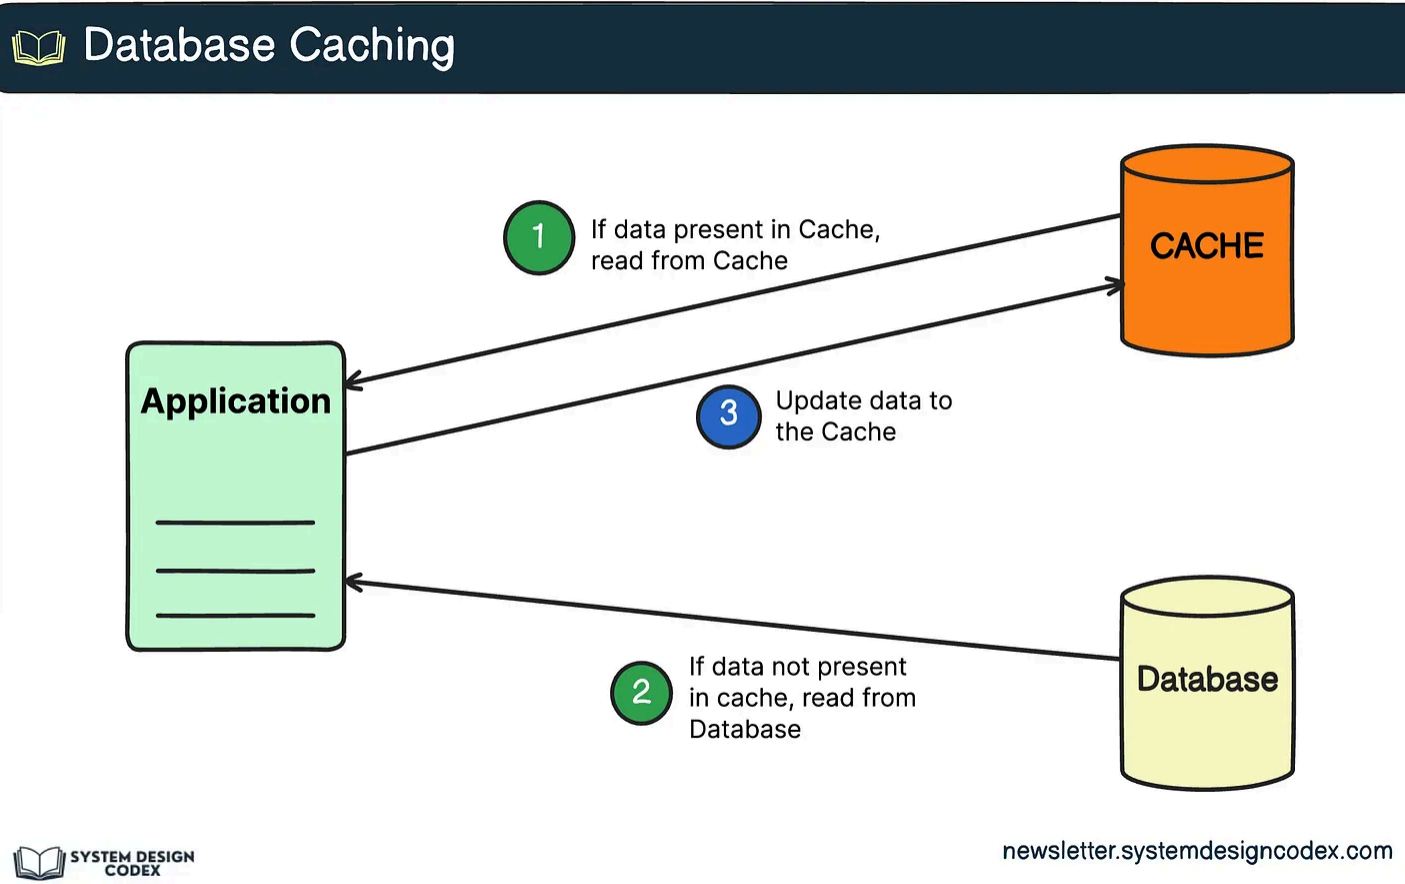 Database Caching
1
If data present in Cache,
read from Cache
CACHE
Application
3
Update data to
the Cache
2
If data not present
in cache, read from
Database
Database
SYSTEM DESIGN
CODEX
newsletter.systemdesigncodex.com